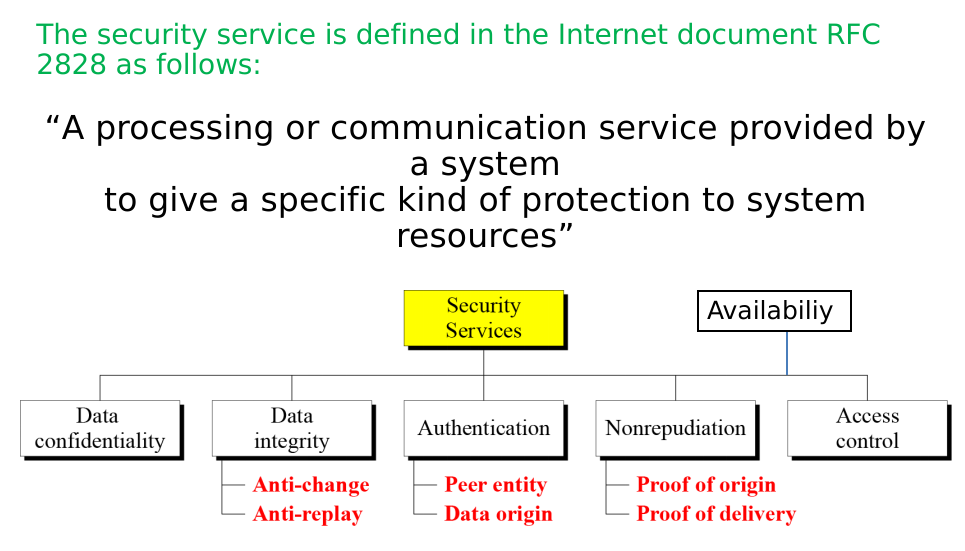 The security service is defined in the Internet document RFC
2828 as follows:
“A processing or communication service provided by
a system
to give a specific kind of protection to system
resources”
Security
Services
Availabiliy
Data
confidentiality
Data
integrity
Authentication
Nonrepudiation
Access
control
Anti-change
Anti-replay
Peer entity
Data origin
Proof of origin
Proof of delivery